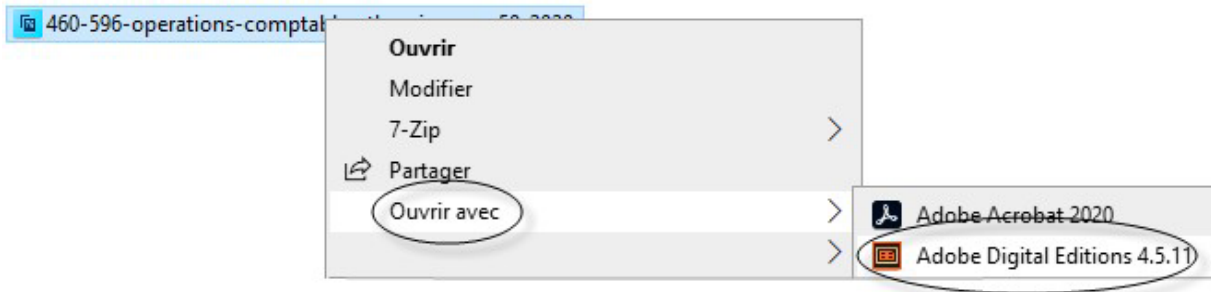 460-596-operations-comptabl
Ouvrir
Modifier
7-Zip
Partager
Ouvrir avec
Adobe Acrobat 2020
Adobe Digital Editions 4.5.11